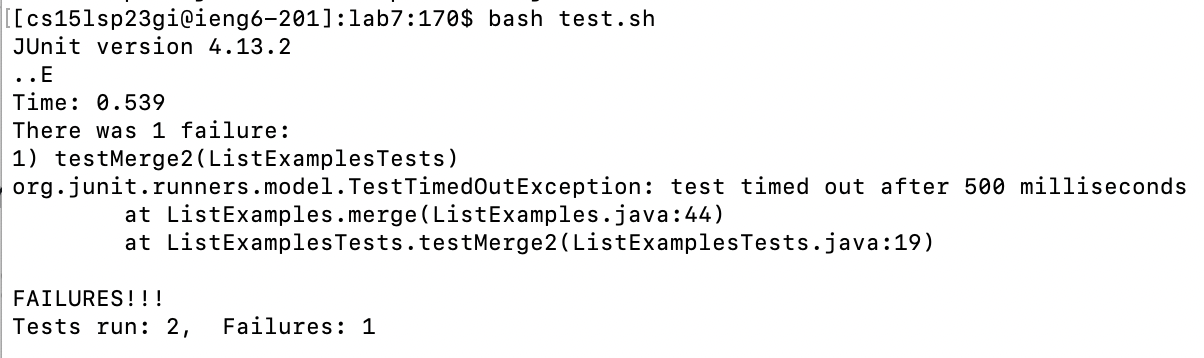 [[cs15lsp23gi@ieng6-201]:lab7:170$ bash test.sh
JUnit version 4.13.2
..E
Time: 0.539
There was 1 failure:
1) testMerge2(ListExamplesTests)
org.junit.runners.model.TestTimedOutException: test timed out after 500 milliseconds
        at ListExamples.merge(ListExamples.java:44)
        at ListExamplesTests.testMerge2(ListExamplesTests.java:19)
FAILURES!!!
Tests run: 2,  Failures: 1